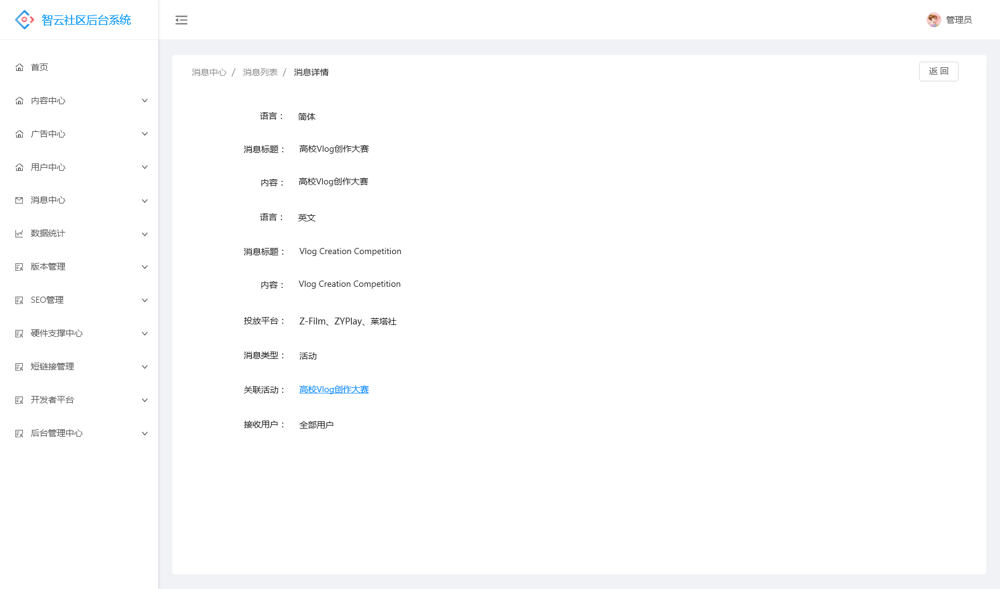 智云社区后台系统
管理员
首页
内容中心
广告中心
用户中心
消息中心
数据统计
版本管理
SEO管理
硬件支撑中心
短链接管理
开发者平台
后台管理中心
消息中心 / 消息列表 / 消息详情
返 回
语言： 简体
消息标题： 高校Vlog创作大赛
内容： 高校Vlog创作大赛
语言： 英文
消息标题： Vlog Creation Competition
内容： Vlog Creation Competition
投放平台： Z-Film、ZYPlay、莱塔社
消息类型： 活动
关联活动： 高校Vlog创作大赛
接收用户： 全部用户